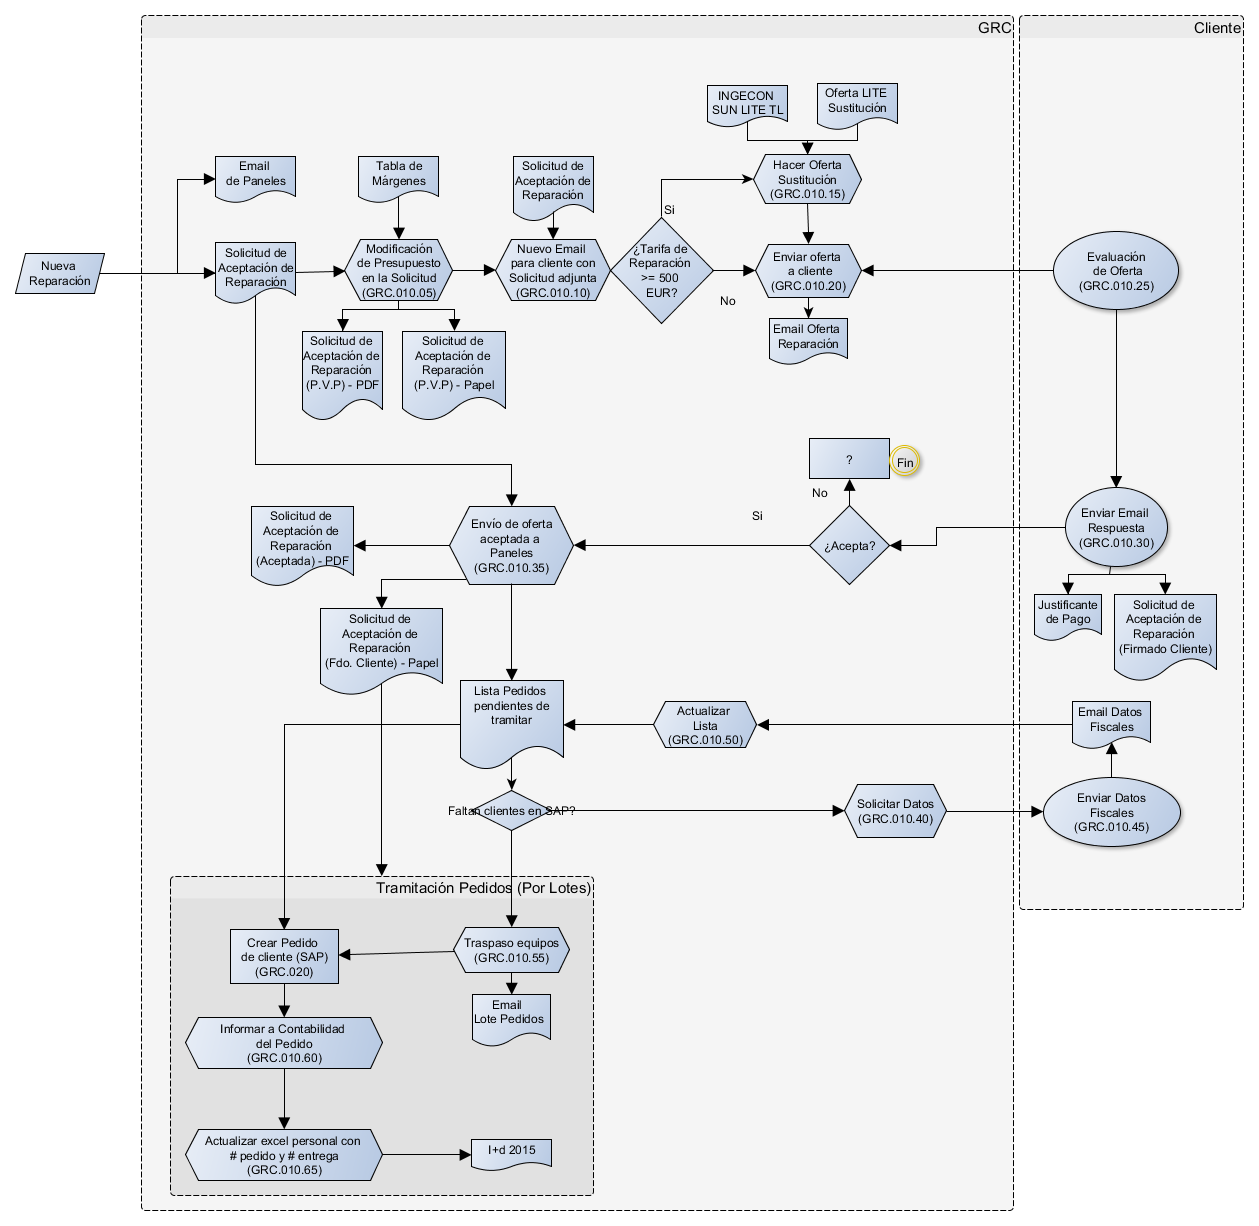 GRC
Cliente
INGECON
SUN LITE TL
Oferta LITE
Sustitución
Email
de Paneles
Tabla de
Márgenes
Solicitud de
Aceptación de
Reparación
Hacer Oferta
Sustitución
(GRC.010.15)
Si
Nueva
Reparación
Solicitud de
Aceptación de
Reparación
Modificación
de Presupuesto
en la Solicitud
(GRC.010.05)
Nuevo Email
para cliente con
Solicitud adjunta
(GRC.010.10)
¿Tarifa de
Reparación
>= 500
EUR?
No
Enviar oferta
a cliente
(GRC.010.20)
Evaluación
de Oferta
(GRC.010.25)
Solicitud de
Aceptación de
Reparación
(P.V.P) - PDF
Solicitud de
Aceptación de
Reparación
(P.V.P) - Papel
Email Oferta
Reparación
?
Fin
No
Si
Solicitud de
Aceptación de
Reparación
(Aceptada) - PDF
Envío de oferta
aceptada a
Paneles
(GRC.010.35)
¿Acepta?
Enviar Email
Respuesta
(GRC.010.30)
Justificante
de Pago
Solicitud de
Aceptación de
Reparación
(Firmado Cliente)
Solicitud de
Aceptación de
Reparación
(Fdo. Cliente) - Papel
Lista Pedidos
pendientes de
tramitar
Actualizar
Lista
(GRC.010.50)
Email Datos
Fiscales
Faltan clientes en SAP?
Solicitar Datos
(GRC.010.40)
Enviar Datos
Fiscales
(GRC.010.45)
Tramitación Pedidos (Por Lotes)
Crear Pedido
de cliente (SAP)
(GRC.020)
Traspaso equipos
(GRC.010.55)
Email
Lote Pedidos
Informar a Contabilidad
del Pedido
(GRC.010.60)
Actualizar excel personal con
# pedido y # entrega
(GRC.010.65)
I+d 2015